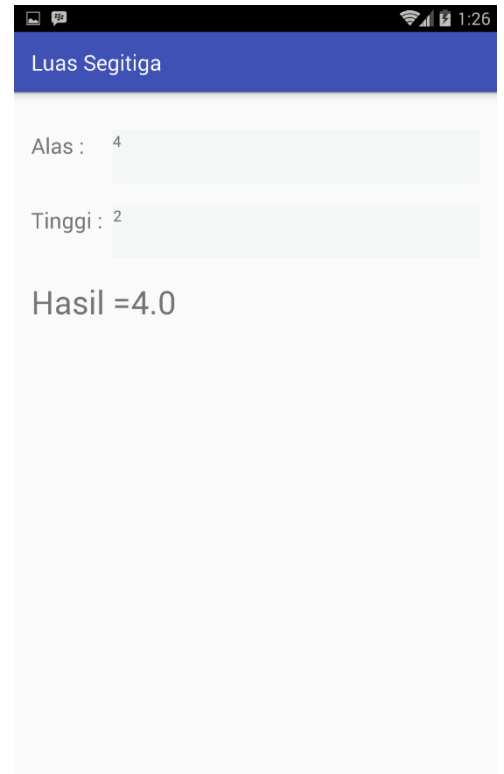 1:26
Luas Segitiga
Alas : 4
Tinggi : 2
Hasil =4.0